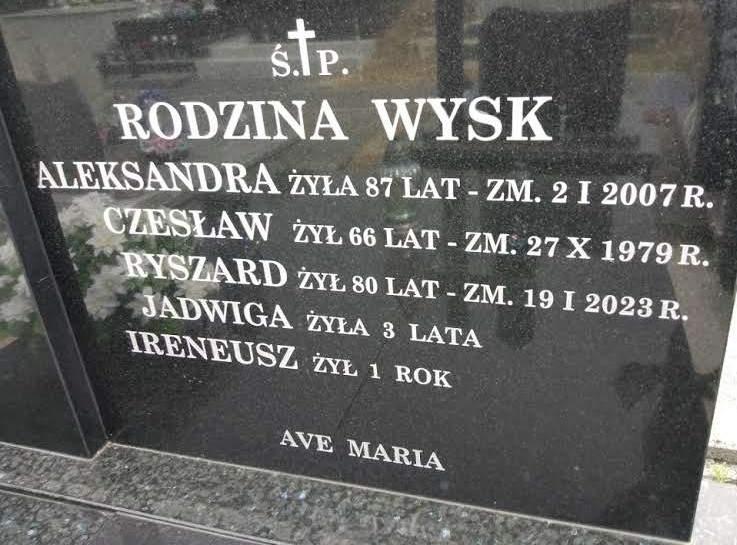 Ś.P.
RODZINA WYSK
ALEKSANDRA ŻYŁA 87 LAT - ZM. 2 I 2007 R.
CZESŁAW ŻYŁ 66 LAT - ZM. 27 X 1979 R.
RYSZARD ŻYŁ 80 LAT - ZM. 19 I 2023 R.
JADWIGA ŻYŁA 3 LATA
IRENEUSZ ŻYŁ 1 ROK
AVE MARIA